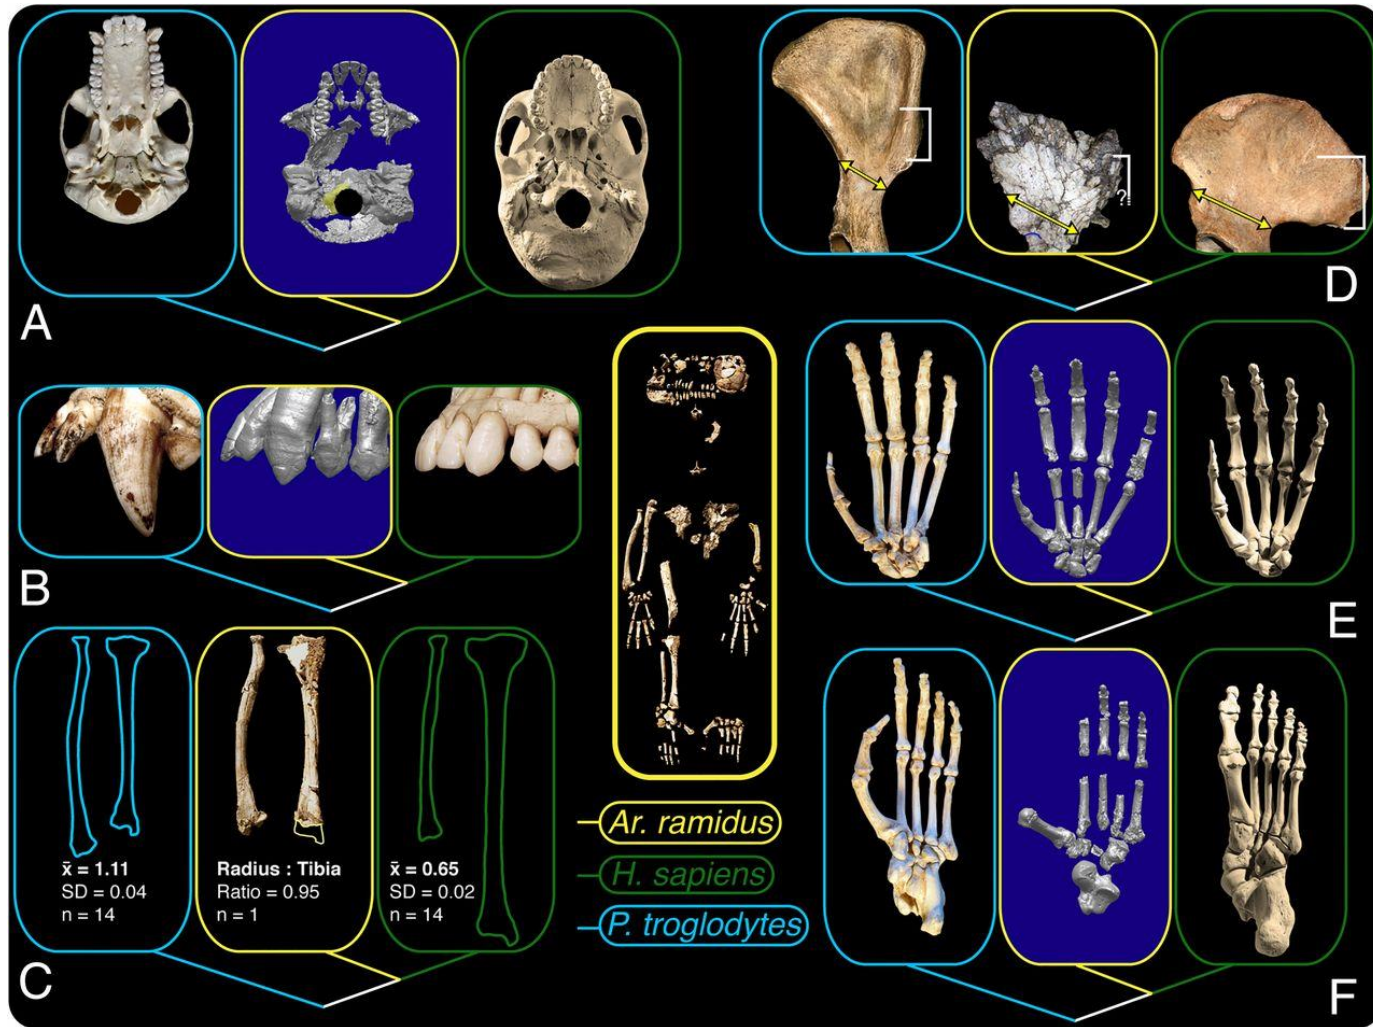 A
D
?
B
E
x̄ = 1.11
SD = 0.04
n = 14
Radius : Tibia
Ratio = 0.95
n = 1
x̄ = 0.65
SD = 0.02
n = 14
Ar. ramidus
H. sapiens
P. troglodytes
C
F